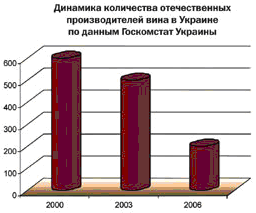 Динамика количества отечественных
производителей вина в Украине
по данным Госкомстат Украины
600
500
400
300
200
100
0
2000 2003 2006